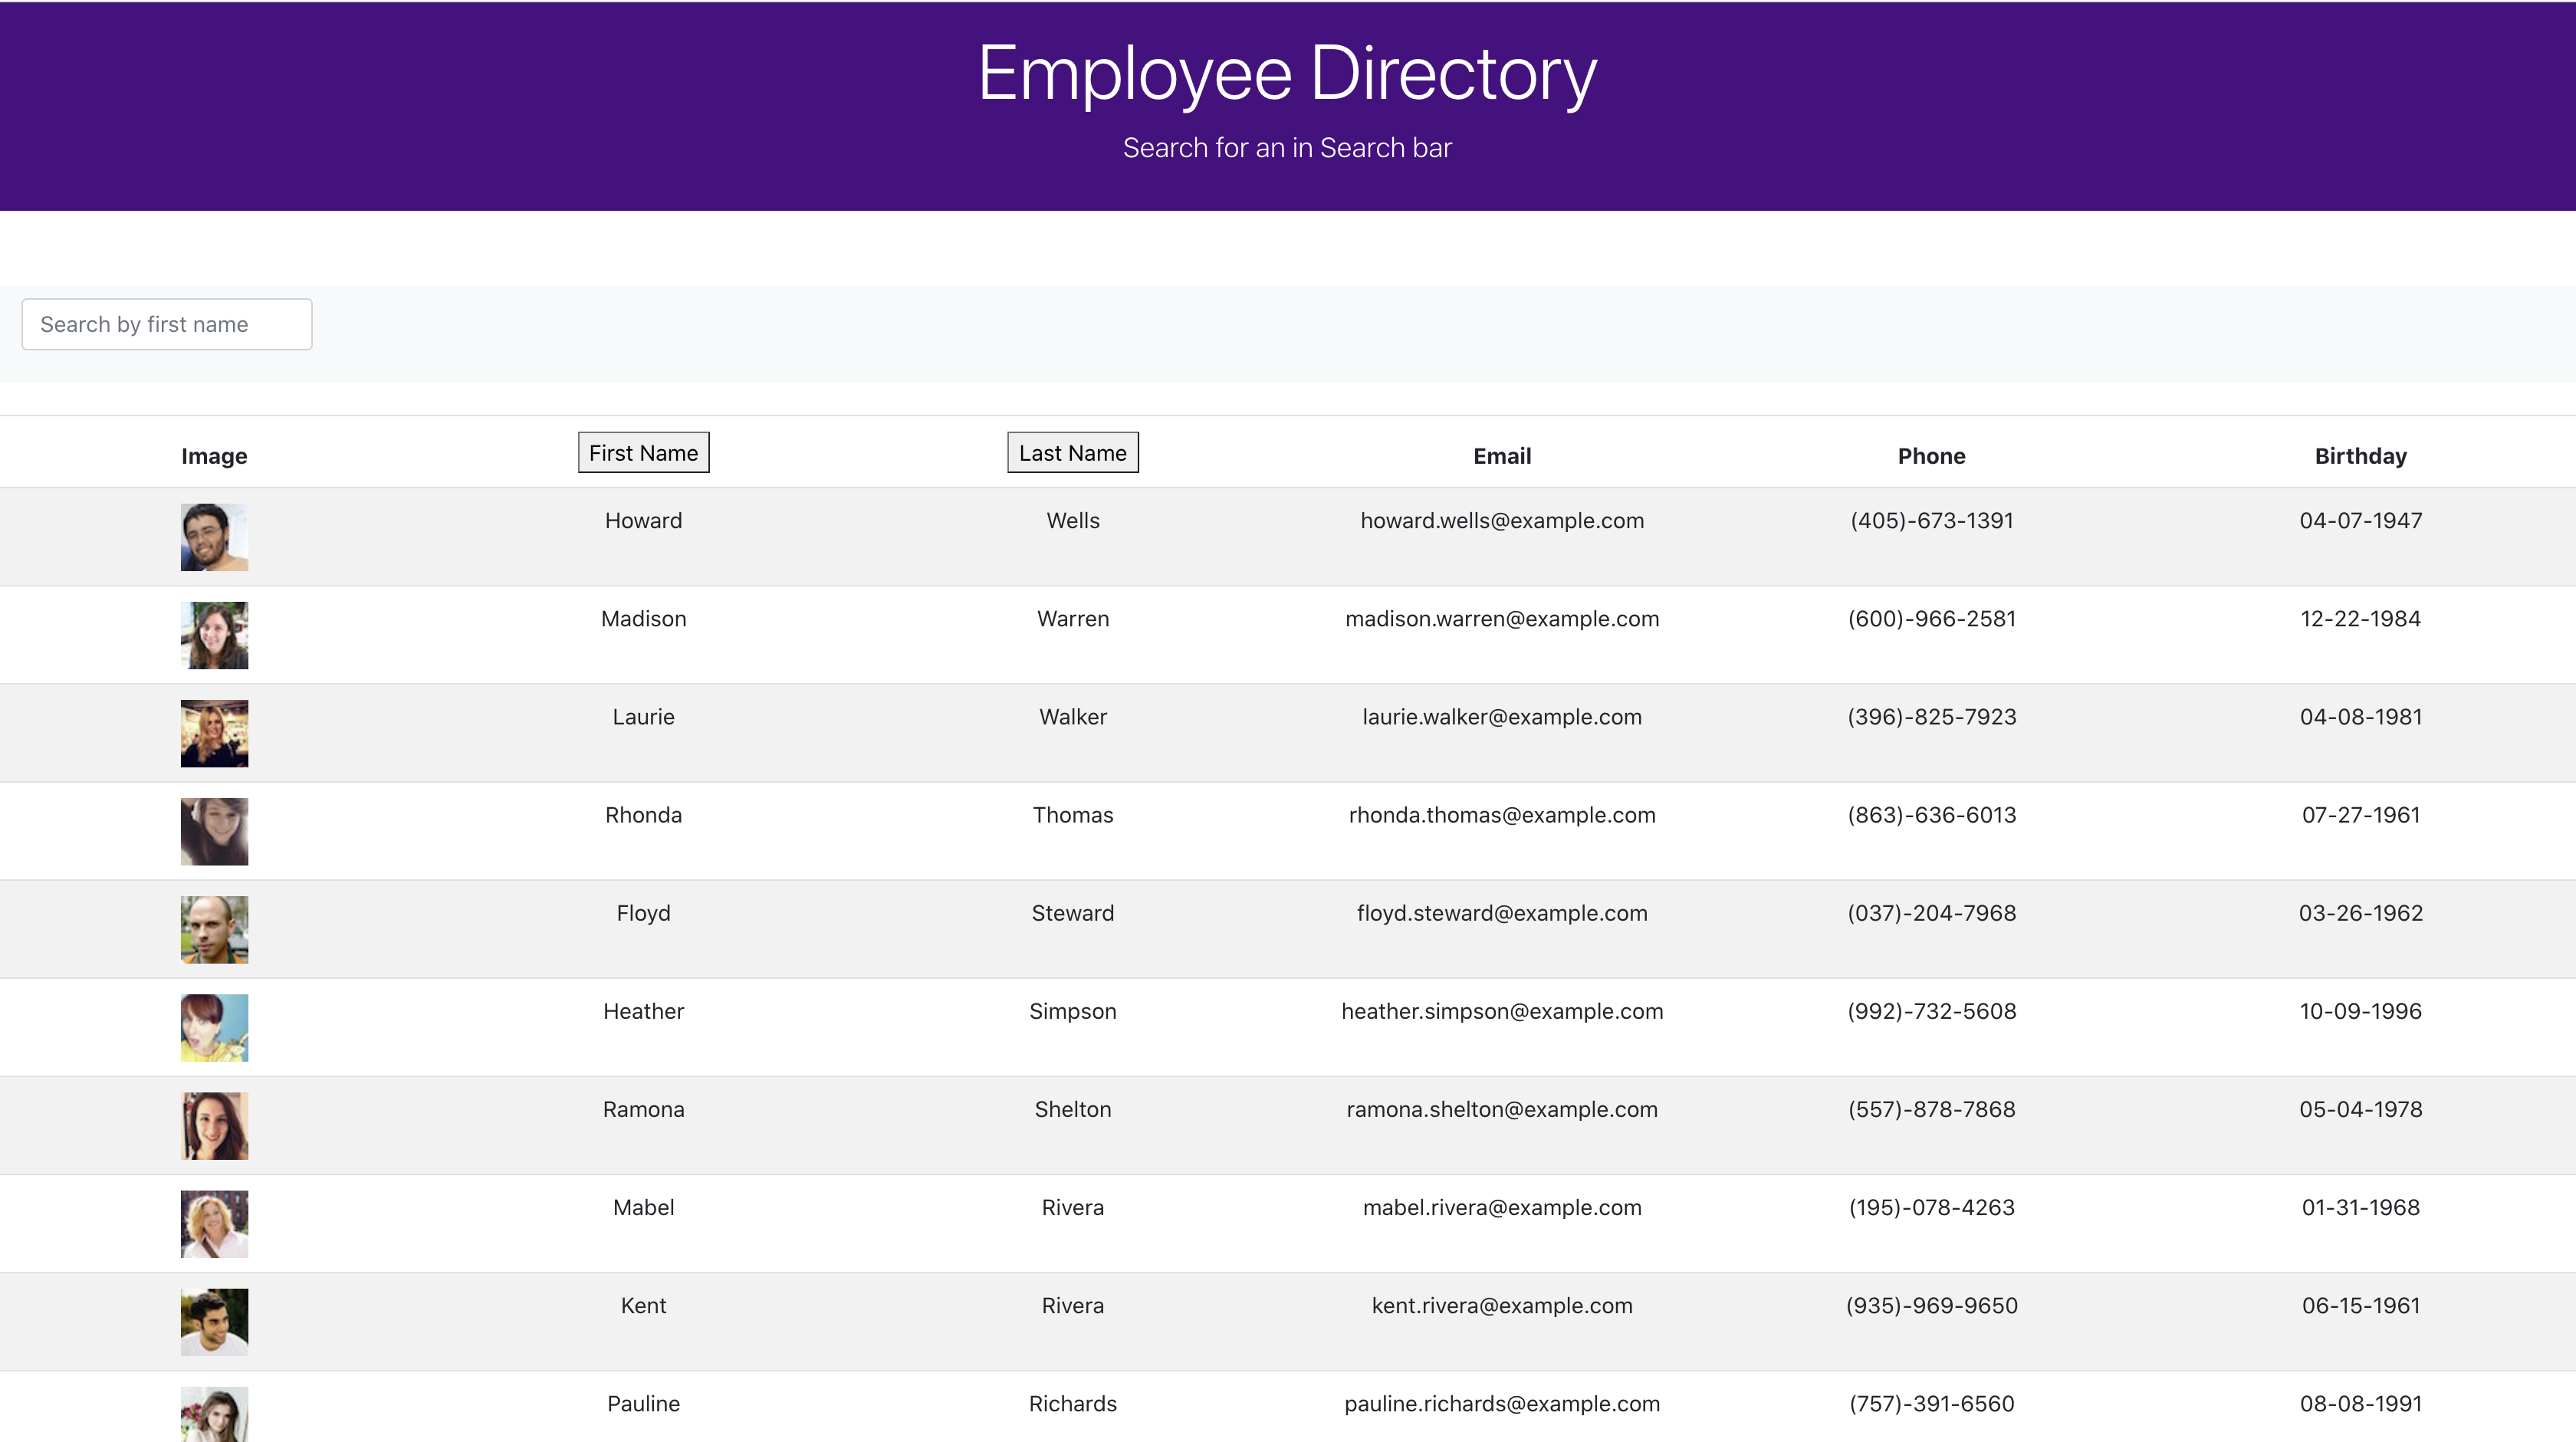 Employee Directory
Search for an in Search bar
Search by first name
Image First Name Last Name Email Phone Birthday
Howard Wells howard.wells@example.com (405)-673-1391 04-07-1947
Madison Warren madison.warren@example.com (600)-966-2581 12-22-1984
Laurie Walker laurie.walker@example.com (396)-825-7923 04-08-1981
Rhonda Thomas rhonda.thomas@example.com (863)-636-6013 07-27-1961
Floyd Steward floyd.steward@example.com (037)-204-7968 03-26-1962
Heather Simpson heather.simpson@example.com (992)-732-5608 10-09-1996
Ramona Shelton ramona.shelton@example.com (557)-878-7868 05-04-1978
Mabel Rivera mabel.rivera@example.com (195)-078-4263 01-31-1968
Kent Rivera kent.rivera@example.com (935)-969-9650 06-15-1961
Pauline Richards pauline.richards@example.com (757)-391-6560 08-08-1991